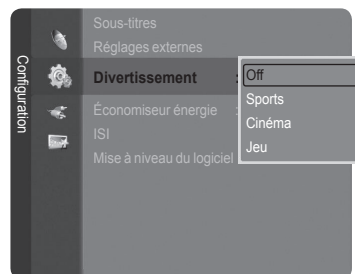 Configuration
Sous-titres
Réglages externes
Divertissement :
Off
Sports
Cinéma
Jeu
Économiseur énergie :
ISI
Mise à niveau du logiciel